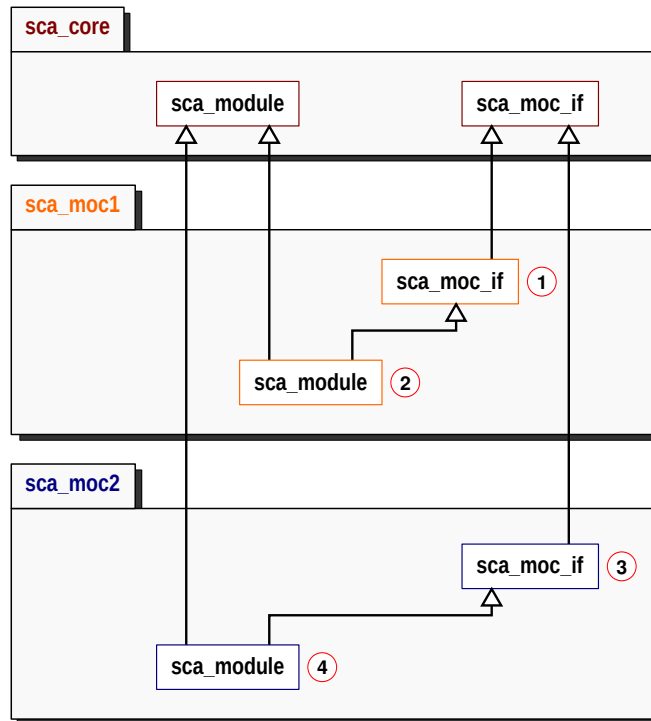 sca_core
sca_module sca_moc_if
sca_moc1
sca_moc_if 1
sca_module 2
sca_moc2
sca_moc_if 3
sca_module 4